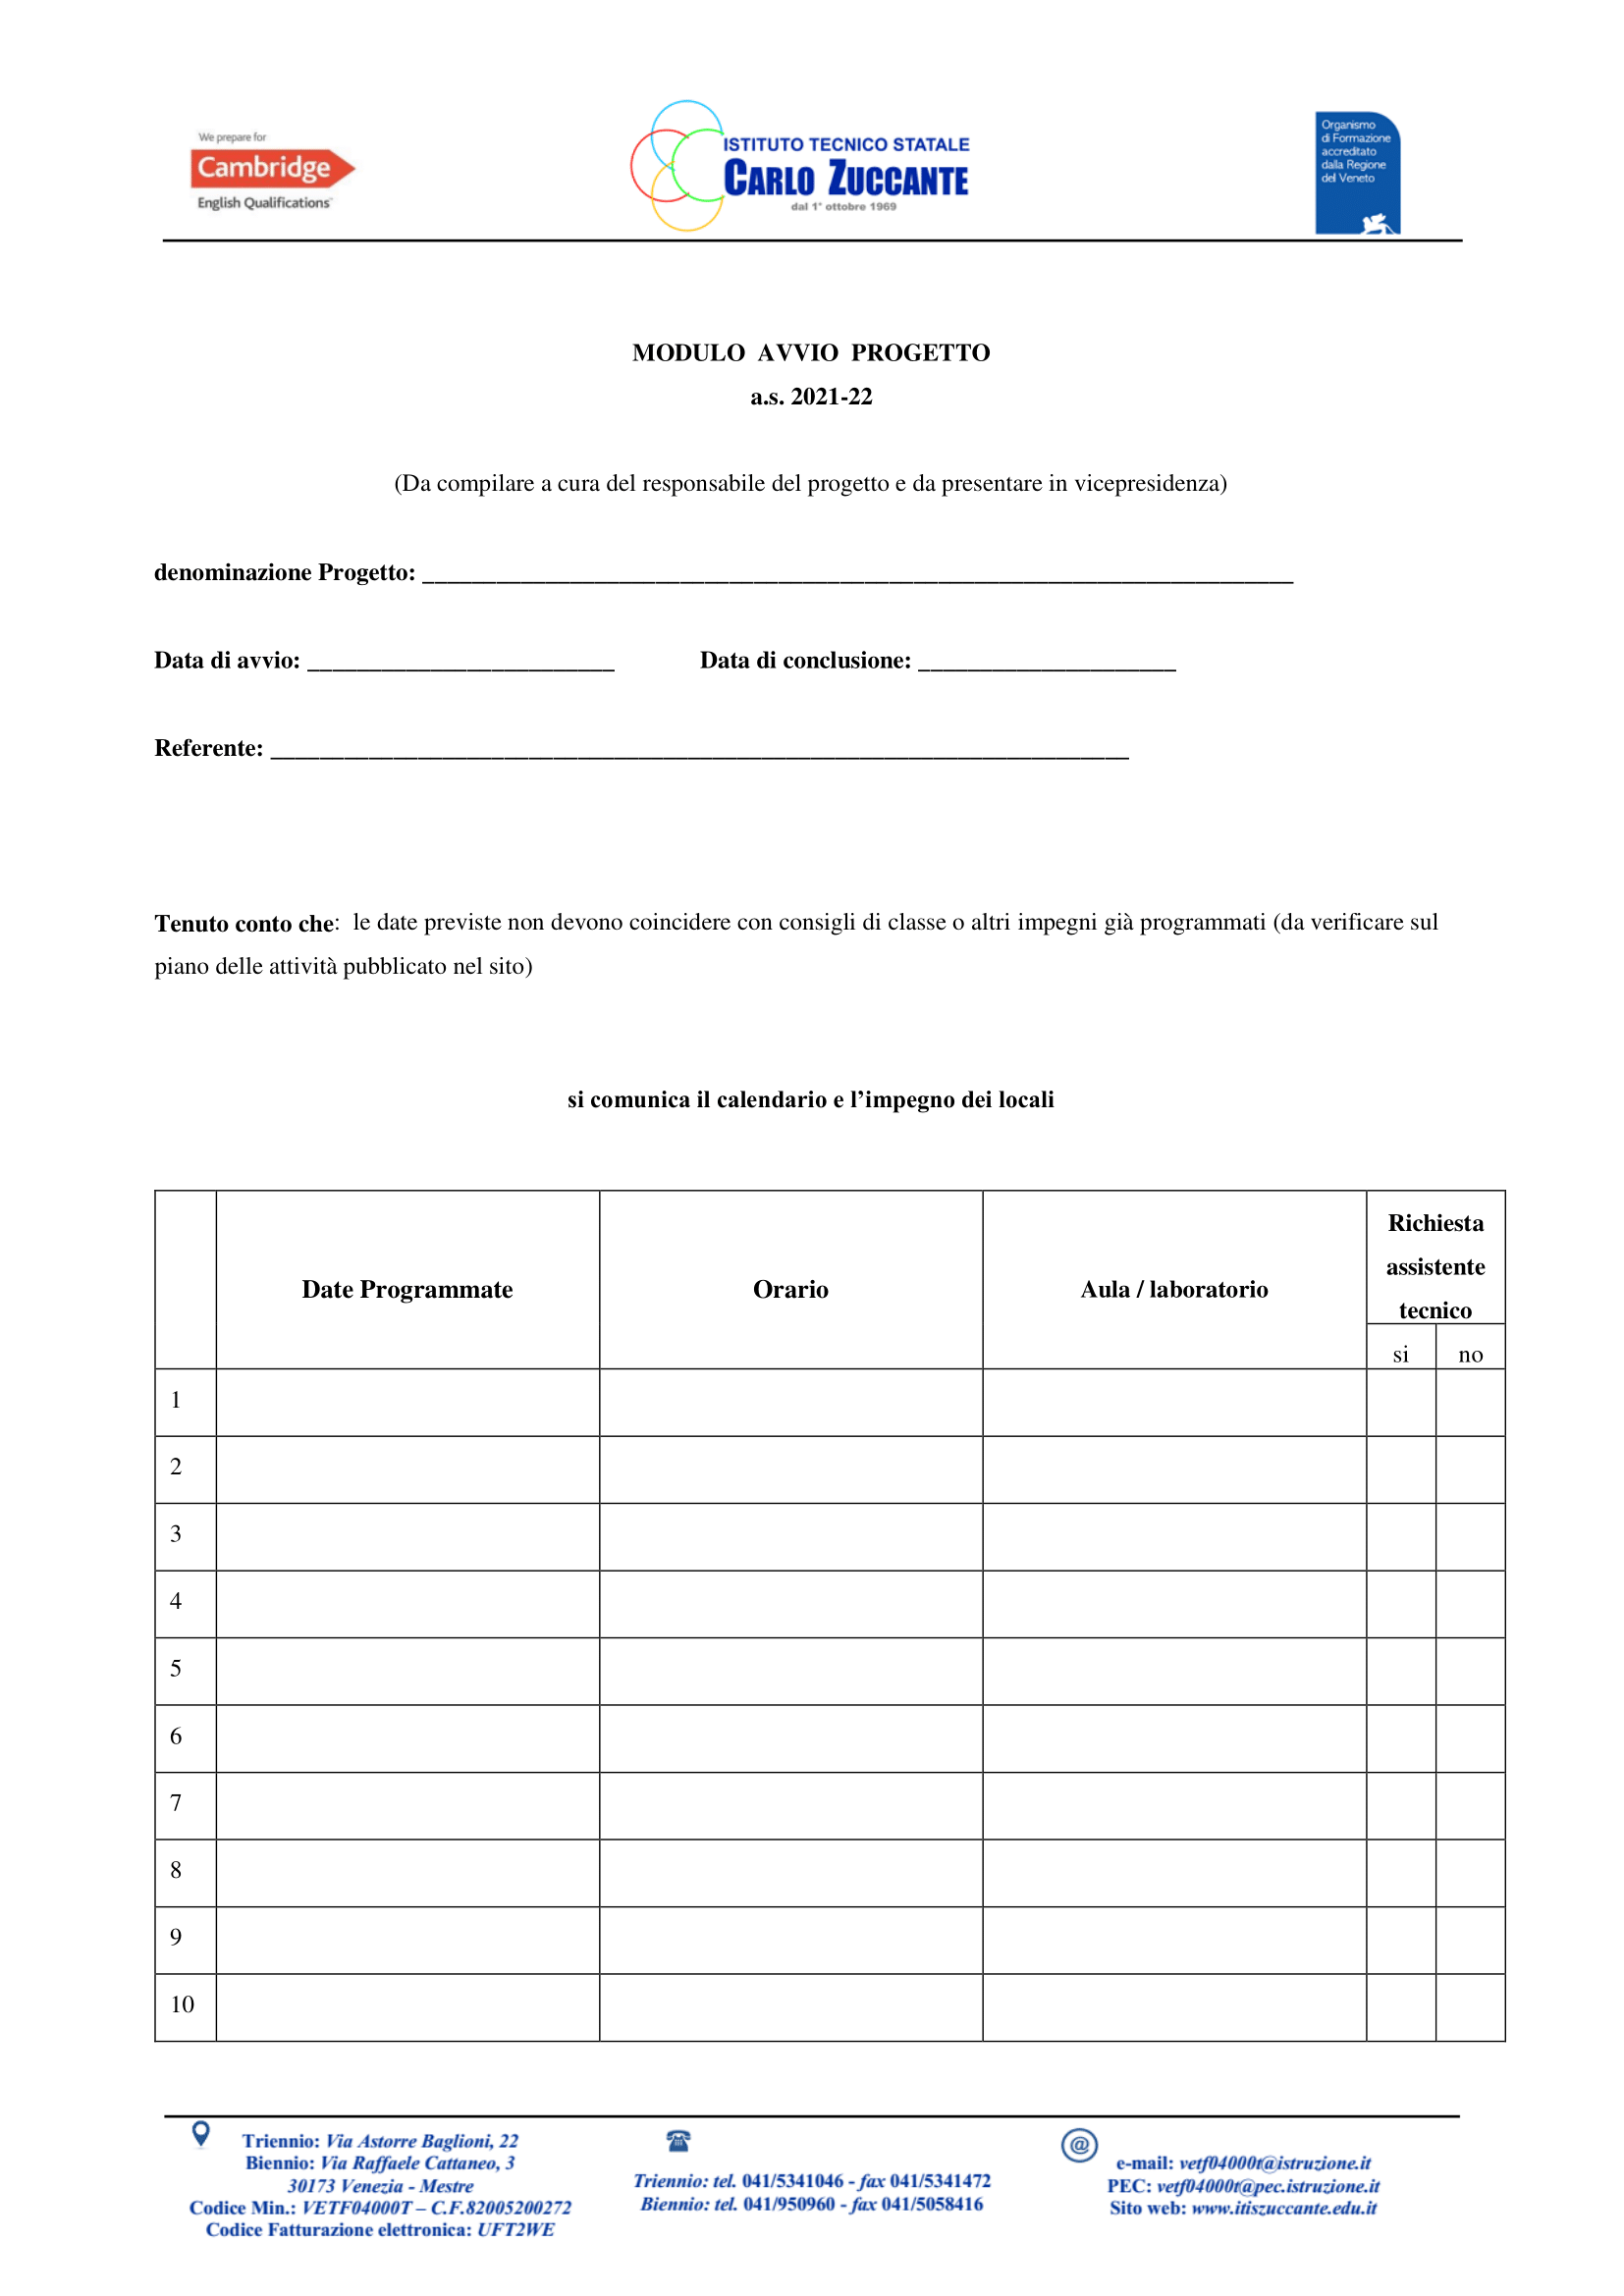 We prepare for
Cambridge
English Qualifications
ISTITUTO TECNICO STATALE
CARLO ZUCCANTE
dal 1° ottobre 1969
Organismo
di Formazione
accreditato
dalla Regione
del Veneto
MODULO AVVIO PROGETTO
a.s. 2021-22
(Da compilare a cura del responsabile del progetto e da presentare in vicepresidenza)
denominazione Progetto: _______________________________________________________________________
Data di avvio: _________________________ Data di conclusione: _____________________
Referente: ______________________________________________________________________
Tenuto conto che: le date previste non devono coincidere con consigli di classe o altri impegni già programmati (da verificare sul
piano delle attività pubblicato nel sito)
si comunica il calendario e l’impegno dei locali
Date Programmate Orario Aula / laboratorio Richiesta
assistente
tecnico
si no
1
2
3
4
5
6
7
8
9
10
Triennio: Via Astorre Baglioni, 22
Biennio: Via Raffaele Cattaneo, 3
30173 Venezia - Mestre
Codice Min.: VETF04000T – C.F.82005200272
Codice Fatturazione elettronica: UFT2WE
Triennio: tel. 041/5341046 - fax 041/5341472
Biennio: tel. 041/950960 - fax 041/5058416
@
e-mail: vetf04000t@istruzione.it
PEC: vetf04000t@pec.istruzione.it
Sito web: www.itiszuccante.edu.it